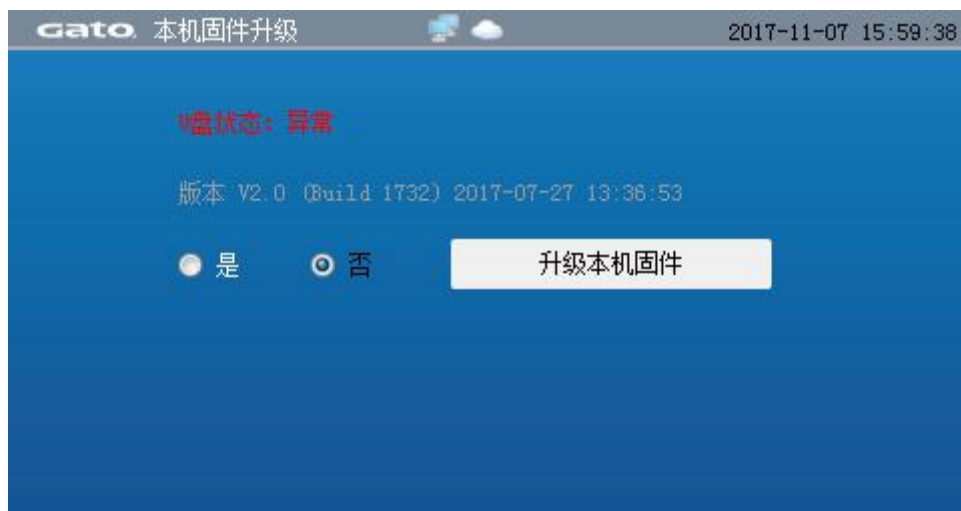 Gato 本机固件升级 2017-11-07 15:59:38
U盘状态：异常
版本 V2.0 (Build 1732) 2017-07-27 13:36:53
是 否 升级本机固件